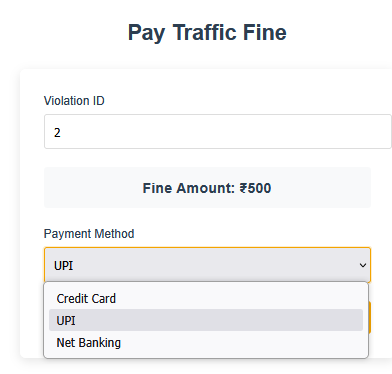 Pay Traffic Fine
Violation ID
2
Fine Amount: ₹500
Payment Method
UPI
Credit Card
UPI
Net Banking